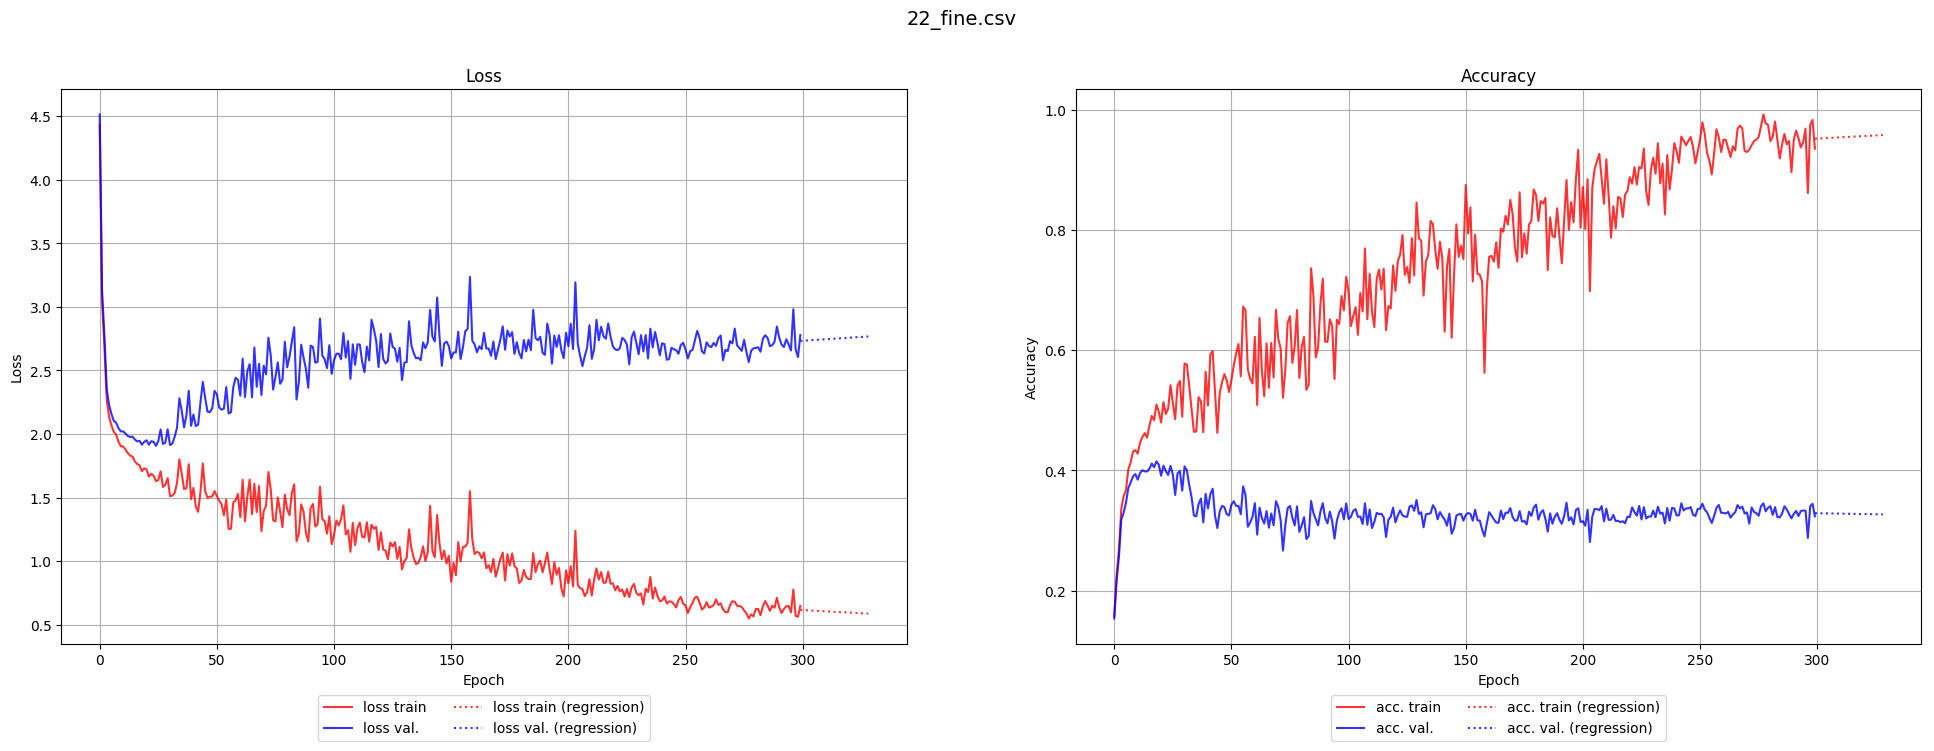 22_fine.csv
Loss
4.5
4.0
3.5
3.0
2.5
2.0
1.5
1.0
0.5
Loss
0 50 100 150 200 250 300
Epoch
loss train
loss val.
loss train (regression)
loss val. (regression)
Accuracy
1.0
0.8
0.6
0.4
0.2
Accuracy
0 50 100 150 200 250 300
Epoch
acc. train
acc. val.
acc. train (regression)
acc. val. (regression)